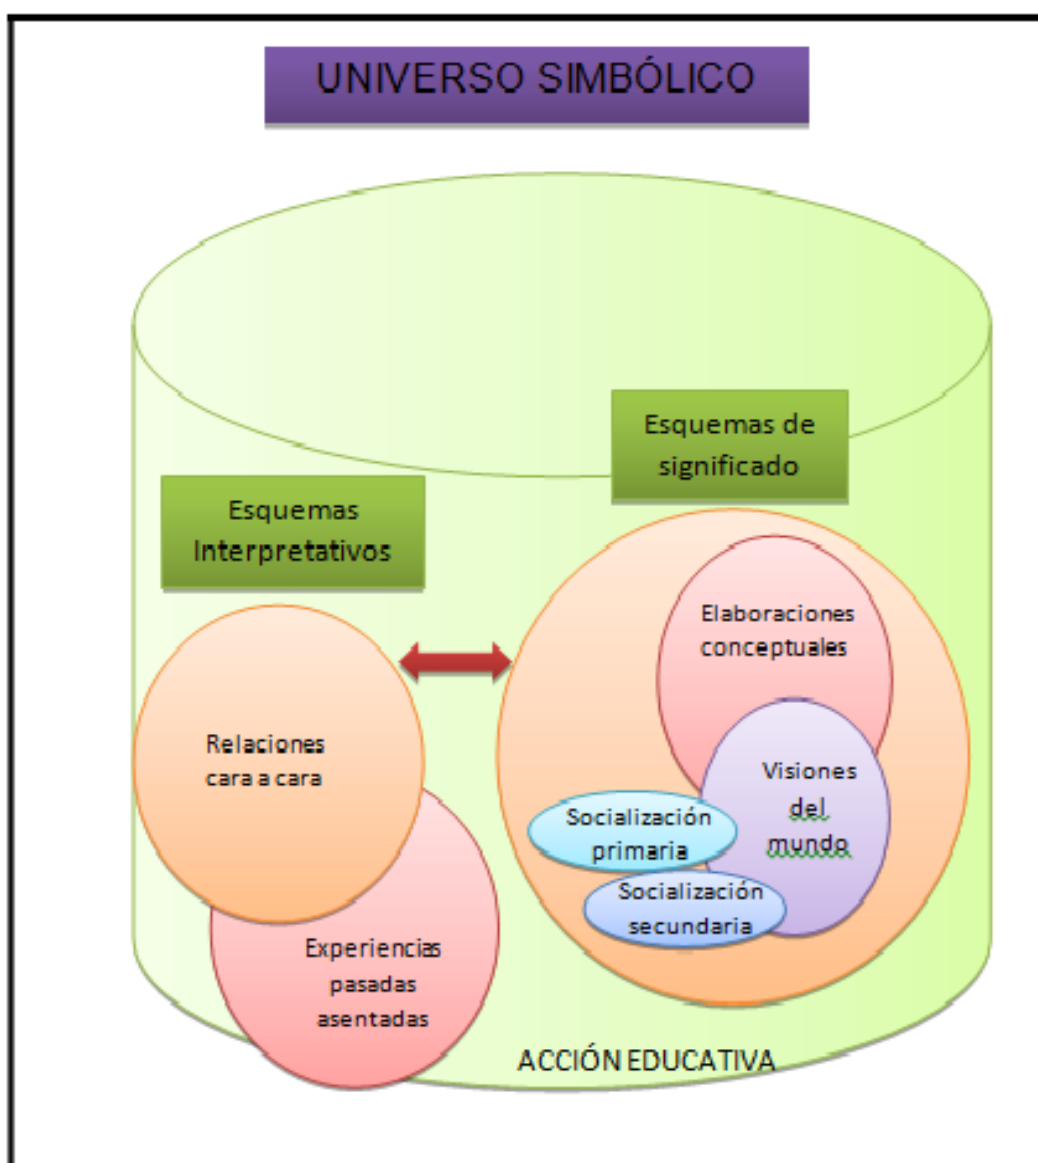 UNIVERSO SIMBÓLICO
Esquemas de
significado
Esquemas
Interpretativos
Elaboraciones
conceptuales
Relaciones
cara a cara
Visiones
del
mundo
Socialización
primaria
Socialización
secundaria
Experiencias
pasadas
asentadas
ACCIÓN EDUCATIVA